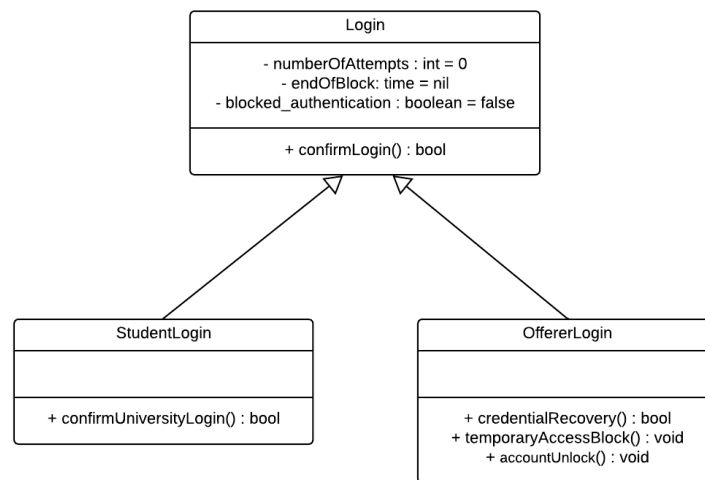 Login
- numberOfAttempts : int = 0
- endOfBlock: time = nil
- blocked_authentication : boolean = false
+ confirmLogin() : bool
StudentLogin
+ confirmUniversityLogin() : bool
OffererLogin
+ credentialRecovery() : bool
+ temporaryAccessBlock() : void
+ accountUnlock() : void